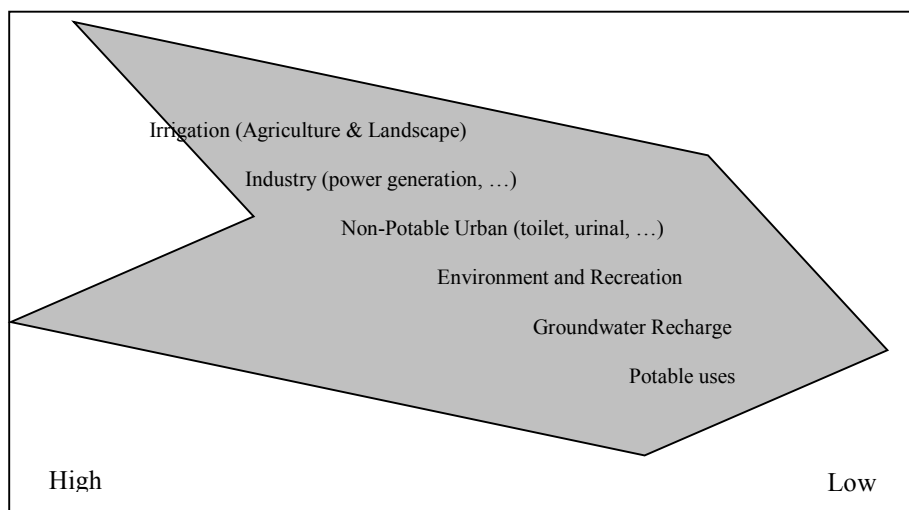 Irrigation (Agriculture & Landscape)
Industry (power generation, …)
Non-Potable Urban (toilet, urinal, …)
Environment and Recreation
Groundwater Recharge
Potable uses
High
Low